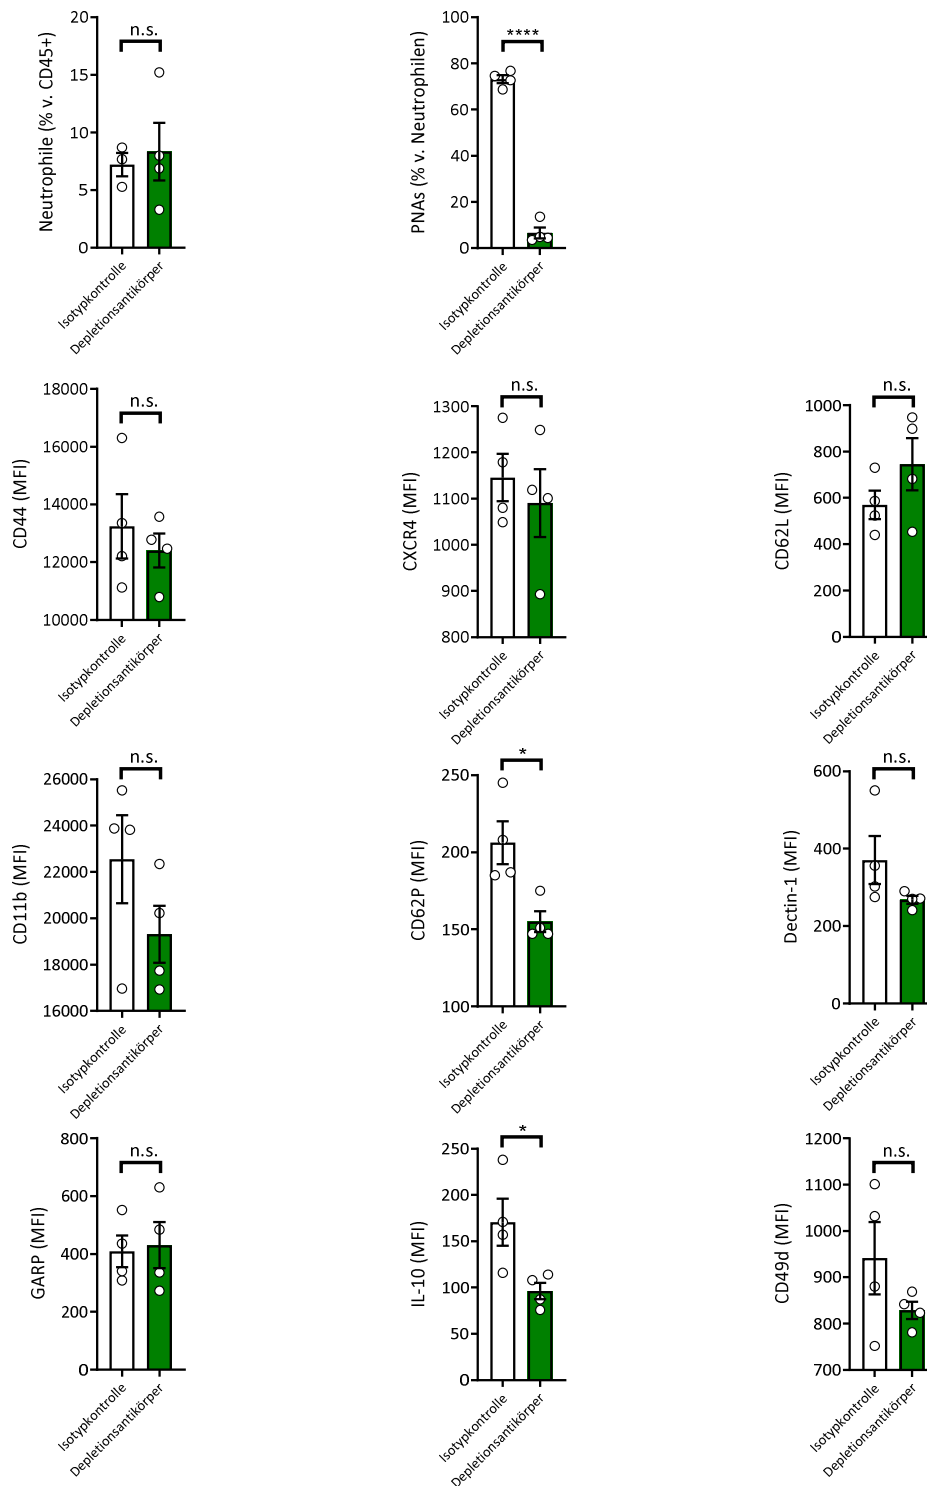 Neutrophile (% v. CD45+)
20
15
10
5
0
n.s.
Isotypkontrolle
Depletionsantikörper
PNAs (% v. Neutrophilen)
100
80
60
40
20
0
****
Isotypkontrolle
Depletionsantikörper
CD44 (MFI)
18000
16000
14000
12000
10000
n.s.
Isotypkontrolle
Depletionsantikörper
CXCR4 (MFI)
1300
1200
1100
1000
900
800
n.s.
Isotypkontrolle
Depletionsantikörper
CD62L (MFI)
1000
800
600
400
200
0
n.s.
Isotypkontrolle
Depletionsantikörper
CD11b (MFI)
26000
24000
22000
20000
18000
16000
n.s.
Isotypkontrolle
Depletionsantikörper
CD62P (MFI)
250
200
150
100
*
Isotypkontrolle
Depletionsantikörper
Dectin-1 (MFI)
600
400
200
0
n.s.
Isotypkontrolle
Depletionsantikörper
GARP (MFI)
800
600
400
200
0
n.s.
Isotypkontrolle
Depletionsantikörper
IL-10 (MFI)
250
200
150
100
50
0
*
Isotypkontrolle
Depletionsantikörper
CD49d (MFI)
1200
1100
1000
900
800
700
n.s.
Isotypkontrolle
Depletionsantikörper